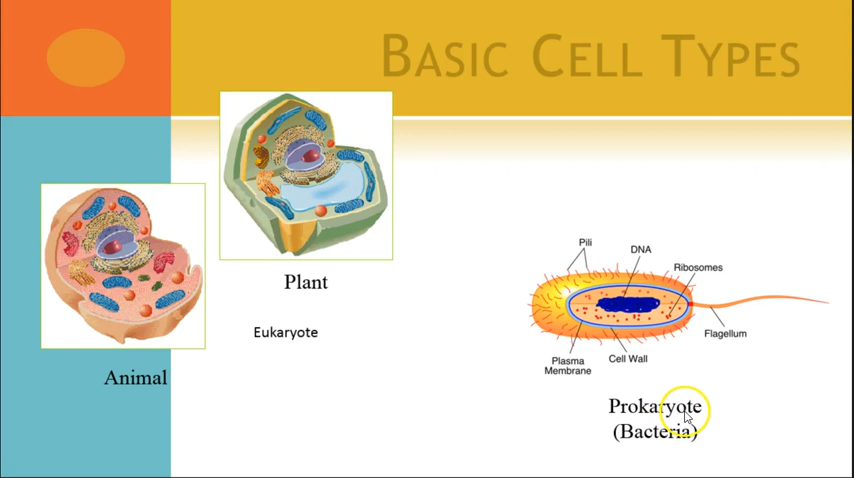 BASIC CELL TYPES
Plant
Eukaryote
Animal
Pili
DNA
Ribosomes
Flagellum
Cell Wall
Plasma
Membrane
Prokaryote
(Bacteria)